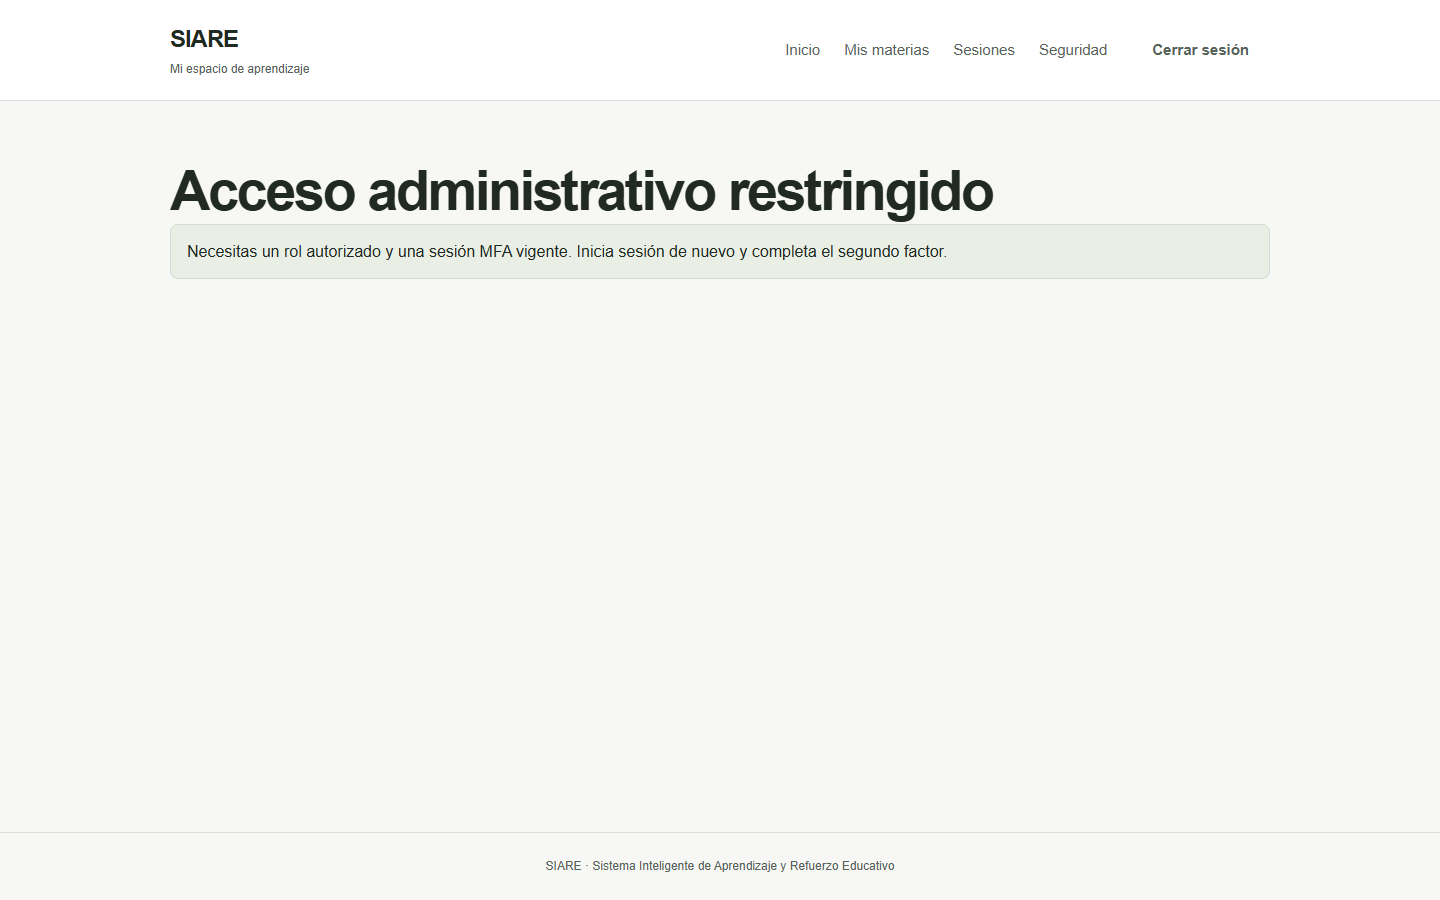 SIARE
Mi espacio de aprendizaje
Inicio
Mis materias
Sesiones
Seguridad
Cerrar sesión
Acceso administrativo restringido
Necesitas un rol autorizado y una sesión MFA vigente. Inicia sesión de nuevo y completa el segundo factor.
SIARE · Sistema Inteligente de Aprendizaje y Refuerzo Educativo